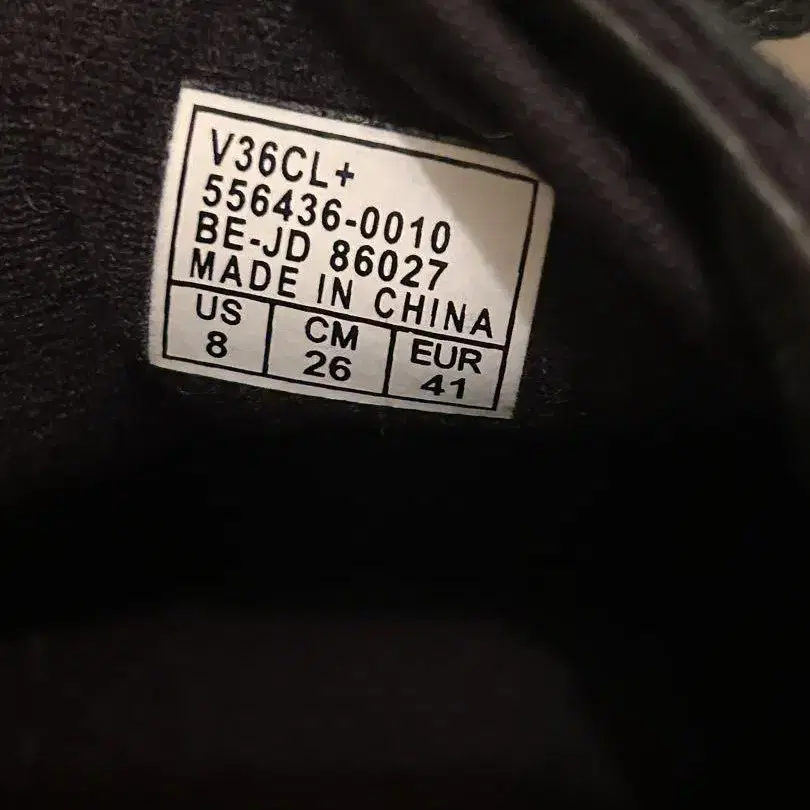 V36CL+
556436-0010
BE-JD 86027
MADE IN CHINA
US CM EUR
8 26 41